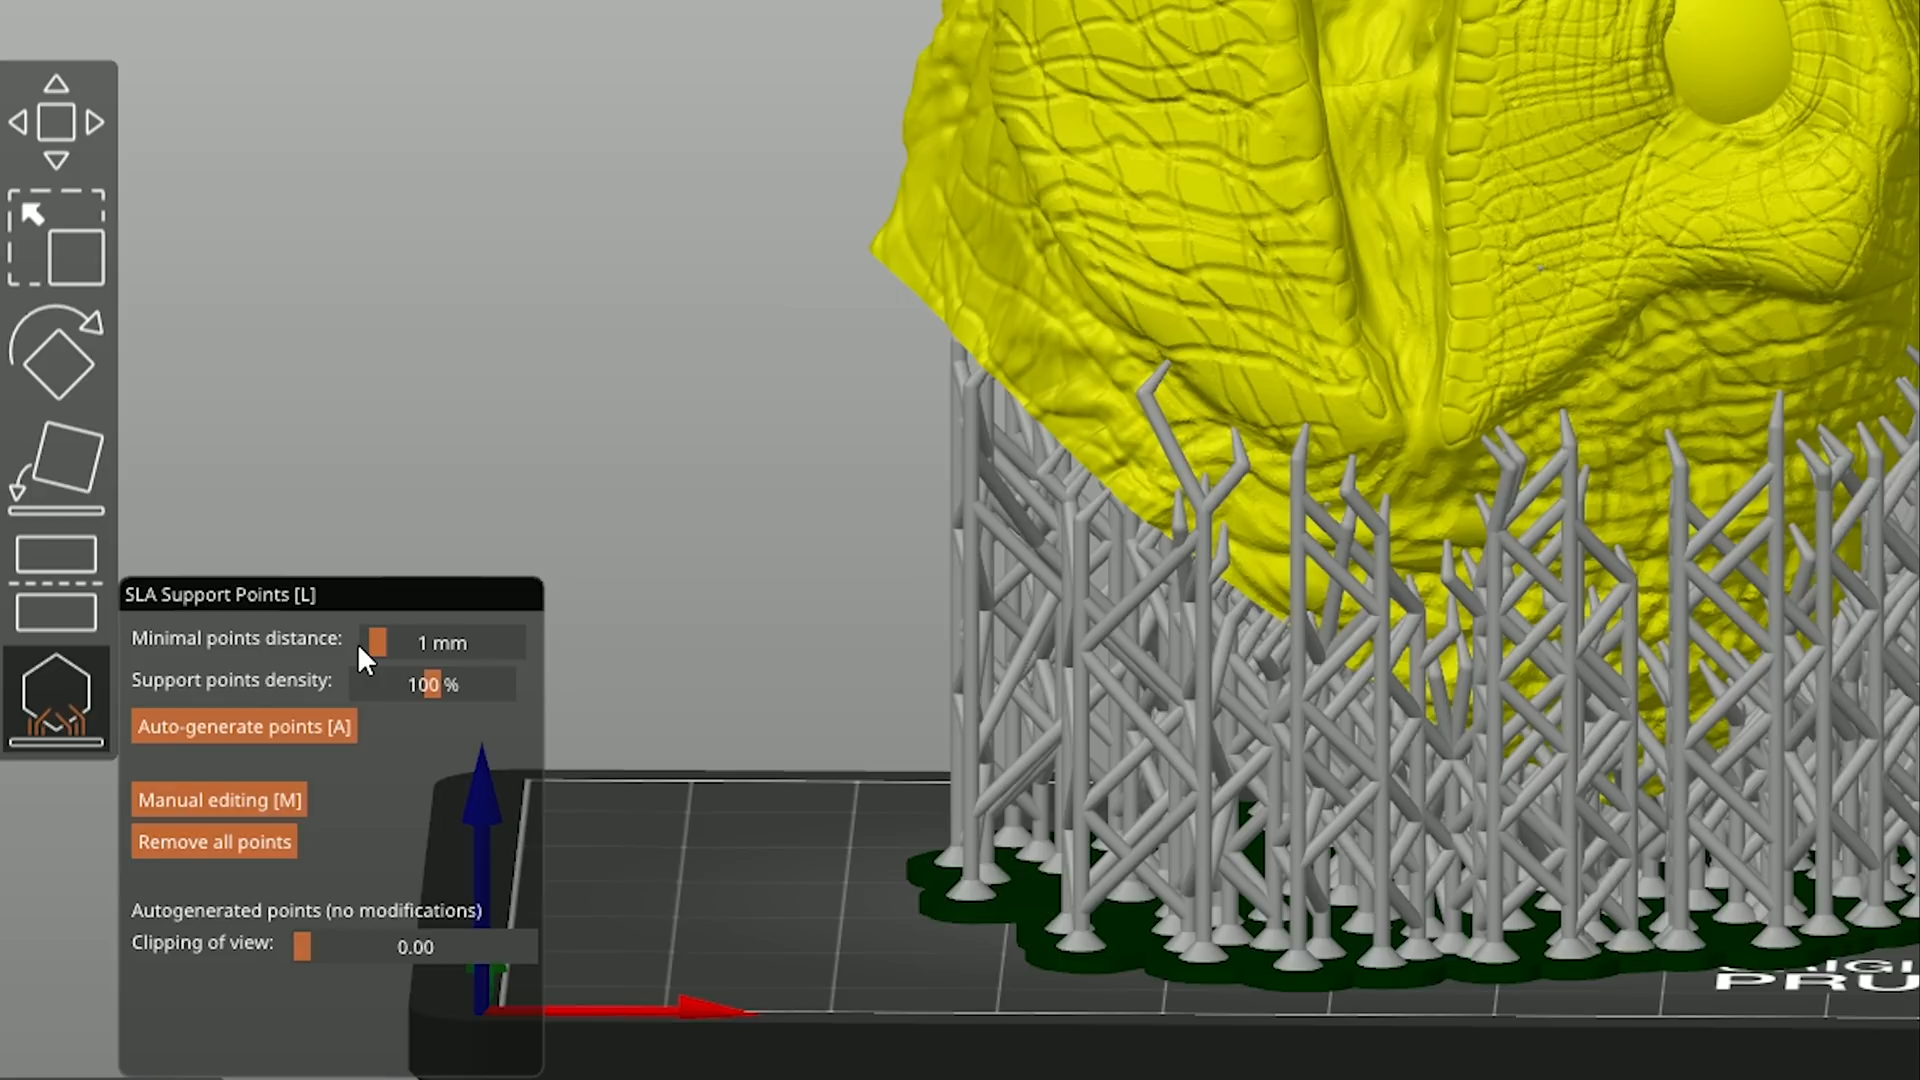 SLA Support Points [L]
Minimal points distance: 1 mm
Support points density: 100 %
Auto-generate points [A]
Manual editing [M]
Remove all points
Autogenerated points (no modifications)
Clipping of view: 0.00
PRU